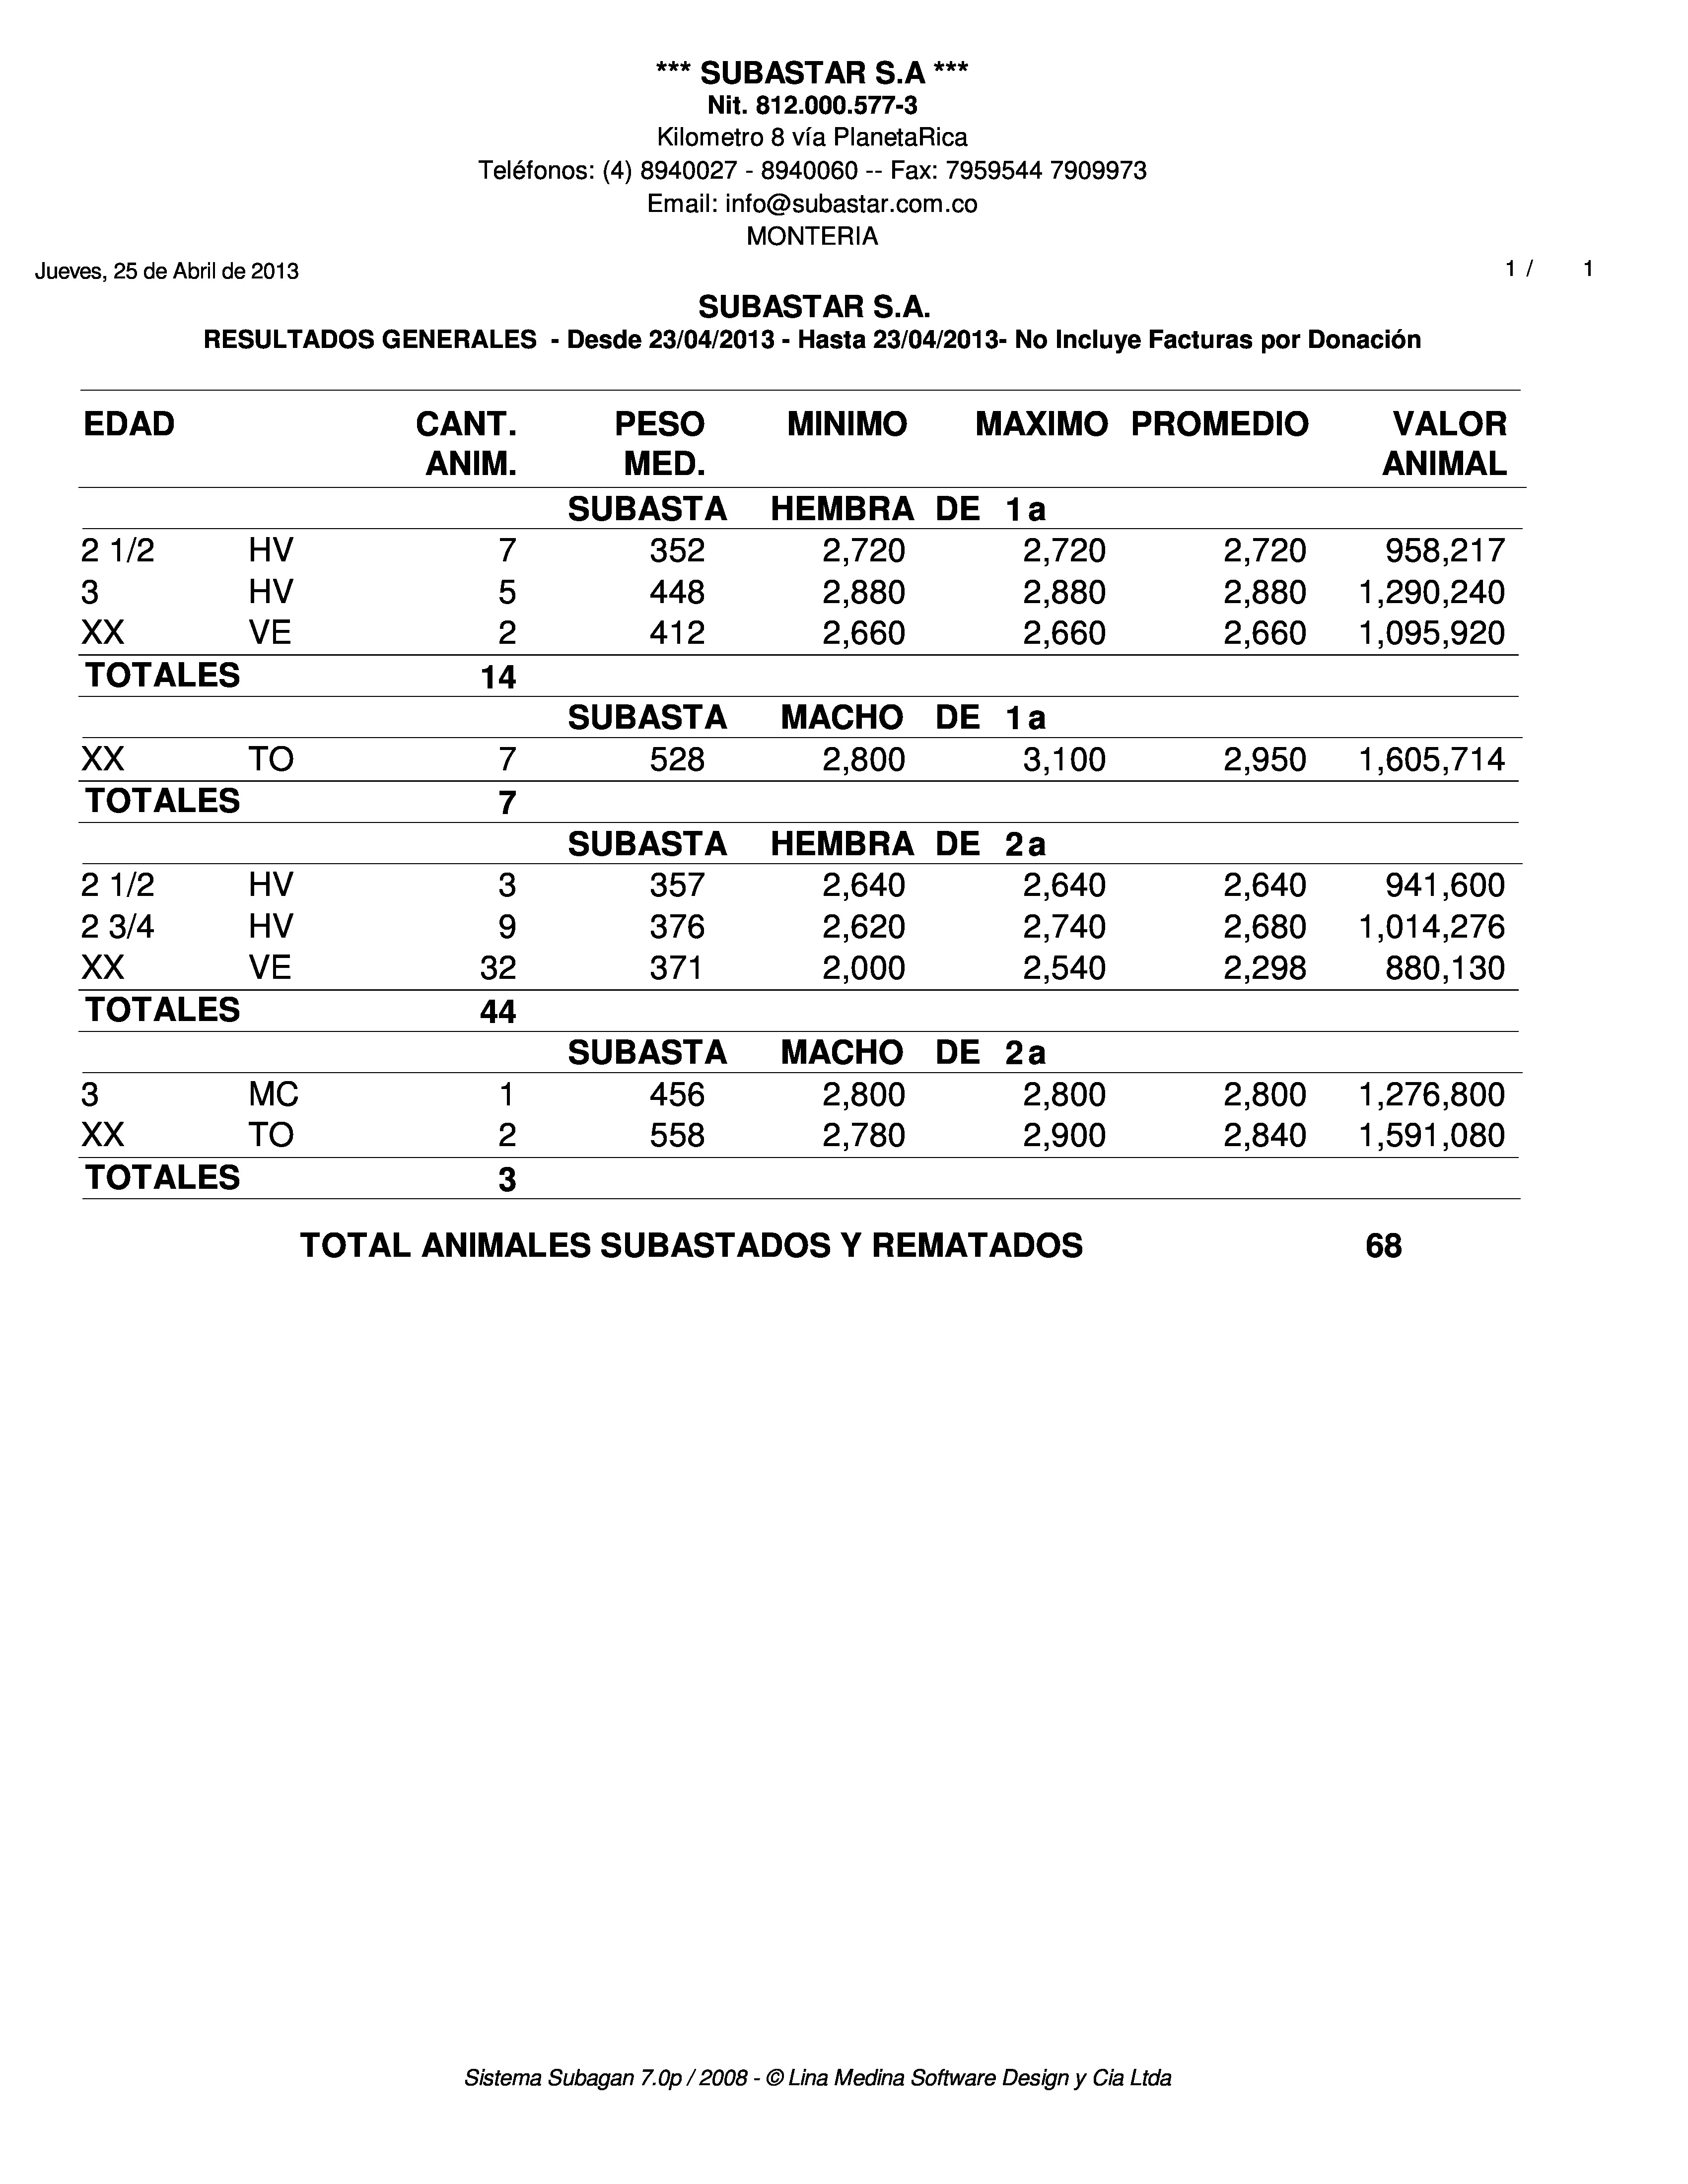 *** SUBASTAR S.A ***
Nit. 812.000.577-3
Kilometro 8 vía PlanetaRica
Teléfonos: (4) 8940027 - 8940060 -- Fax: 7959544 7909973
Email: info@subastar.com.co
MONTERIA
Jueves, 25 de Abril de 2013 1 / 1
SUBASTAR S.A.
RESULTADOS GENERALES - Desde 23/04/2013 - Hasta 23/04/2013- No Incluye Facturas por Donación
EDAD CANT. PESO MINIMO MAXIMO PROMEDIO VALOR
ANIM. MED. ANIMAL
SUBASTA HEMBRA DE 1a
2 1/2 HV 7 352 2,720 2,720 2,720 958,217
3 HV 5 448 2,880 2,880 2,880 1,290,240
XX VE 2 412 2,660 2,660 2,660 1,095,920
TOTALES 14
SUBASTA MACHO DE 1a
XX TO 7 528 2,800 3,100 2,950 1,605,714
TOTALES 7
SUBASTA HEMBRA DE 2a
2 1/2 HV 3 357 2,640 2,640 2,640 941,600
2 3/4 HV 9 376 2,620 2,740 2,680 1,014,276
XX VE 32 371 2,000 2,540 2,298 880,130
TOTALES 44
SUBASTA MACHO DE 2a
3 MC 1 456 2,800 2,800 2,800 1,276,800
XX TO 2 558 2,780 2,900 2,840 1,591,080
TOTALES 3
TOTAL ANIMALES SUBASTADOS Y REMATADOS 68
Sistema Subagan 7.0p / 2008 - © Lina Medina Software Design y Cia Ltda